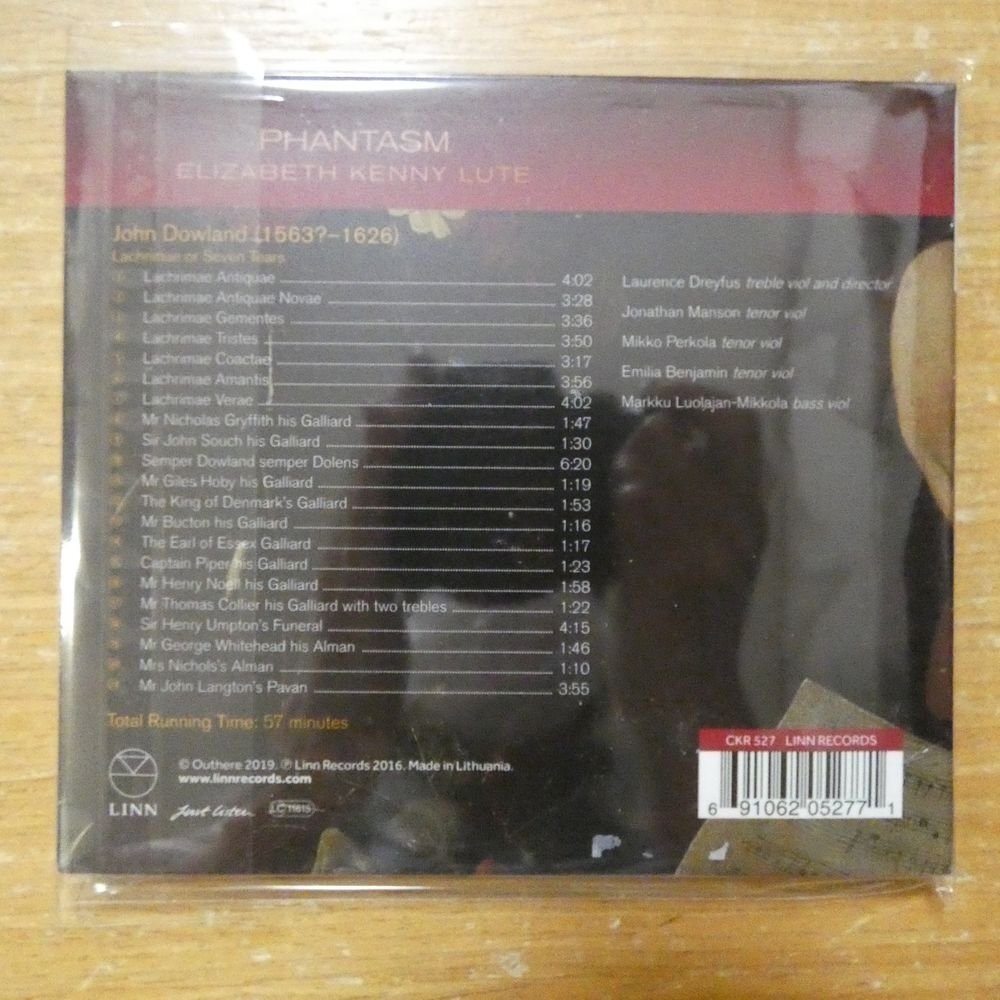 PHANTASM
ELIZABETH KENNY LUTE
John Dowland (1563?–1626)
Lachrimae or Seven Tears
Lachrimae Antiquae 4:02
Lachrimae Antiquae Novae 3:28
Lachrimae Gementes 3:36
Lachrimae Tristes 3:50
Lachrimae Coactae 3:17
Lachrimae Amantis 3:56
Lachrimae Verae 4:02
Mr Nicholas Gryffith his Galliard 1:47
Sir John Souch his Galliard 1:30
Semper Dowland semper Dolens 6:20
Mr Giles Hoby his Galliard 1:19
The King of Denmark's Galliard 1:53
Mr Bucton his Galliard 1:16
The Earl of Essex Galliard 1:17
Captain Piper his Galliard 1:23
Mr Henry Noell his Galliard 1:58
Mr Thomas Collier his Galliard with two trebles 1:22
Sir Henry Umpton's Funeral 4:15
Mr George Whitehead his Alman 1:46
Mrs Nichols's Alman 1:10
Mr John Langton's Pavan 3:55
Total Running Time: 57 minutes
Laurence Dreyfus treble viol and director
Jonathan Manson tenor viol
Mikko Perkola tenor viol
Emilia Benjamin tenor viol
Markku Luolajan-Mikkola bass viol
© Outhere 2019. ℗ Linn Records 2016. Made in Lithuania.
www.linnrecords.com
LINN
just listen
LC 11615
CKR 527 LINN RECORDS
6 91062 05277 1